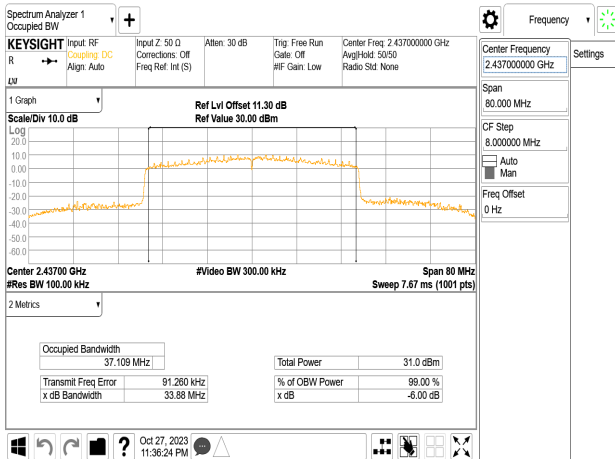 Spectrum Analyzer 1
Occupied BW
Frequency
KEYSIGHT
R
Input: RF
Coupling: DC
Align: Auto
Input Z: 50 Ω
Corrections: Off
Freq Ref: Int (S)
Atten: 30 dB
Trig: Free Run
Gate: Off
#IF Gain: Low
Center Freq: 2.437000000 GHz
Avg|Hold: 50/50
Radio Std: None
Center Frequency
2.437000000 GHz
Settings
Span
80.000 MHz
CF Step
8.000000 MHz
Auto
Man
Freq Offset
0 Hz
1 Graph
Scale/Div 10.0 dB
Ref Lvl Offset 11.30 dB
Ref Value 30.00 dBm
Log
20.0
10.0
0.00
-10.0
-20.0
-30.0
-40.0
-50.0
-60.0
Center 2.43700 GHz
#Video BW 300.00 kHz
Span 80 MHz
#Res BW 100.00 kHz
Sweep 7.67 ms (1001 pts)
2 Metrics
Occupied Bandwidth
37.109 MHz
Total Power 31.0 dBm
Transmit Freq Error 91.260 kHz
% of OBW Power 99.00 %
x dB Bandwidth 33.88 MHz
x dB -6.00 dB
?
Oct 27, 2023
11:36:24 PM